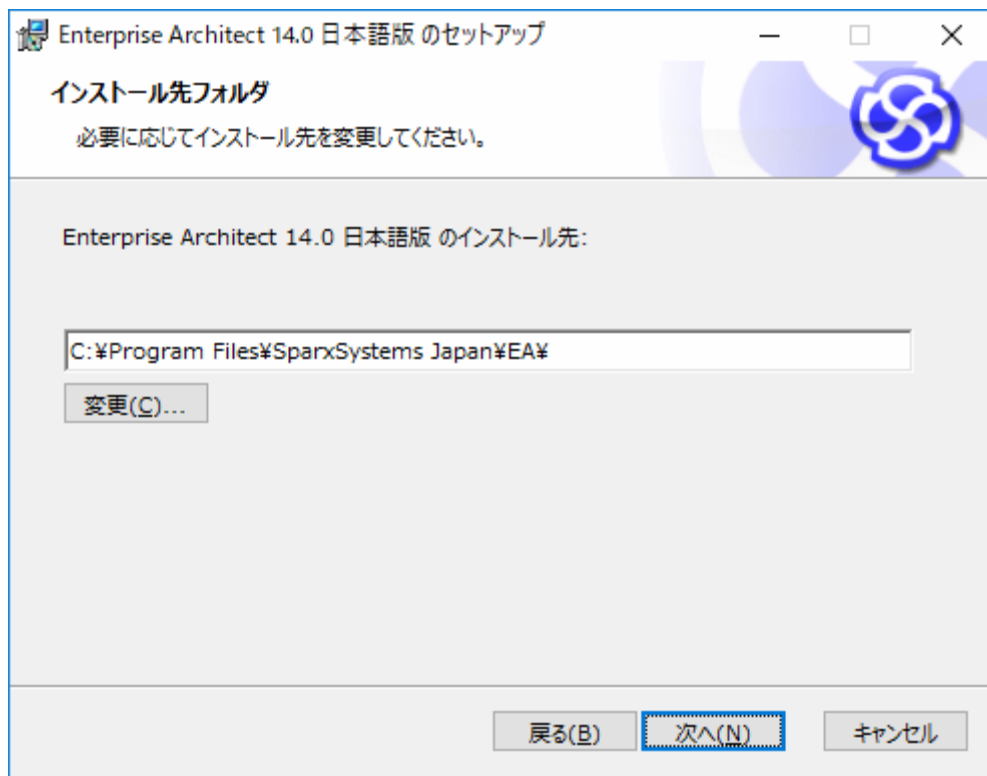 Enterprise Architect 14.0 日本語版 のセットアップ
インストール先フォルダ
必要に応じてインストール先を変更してください。
Enterprise Architect 14.0 日本語版 のインストール先:
C:¥Program Files¥SparxSystems Japan¥EA¥
変更(C)...
戻る(B)
次へ(N)
キャンセル